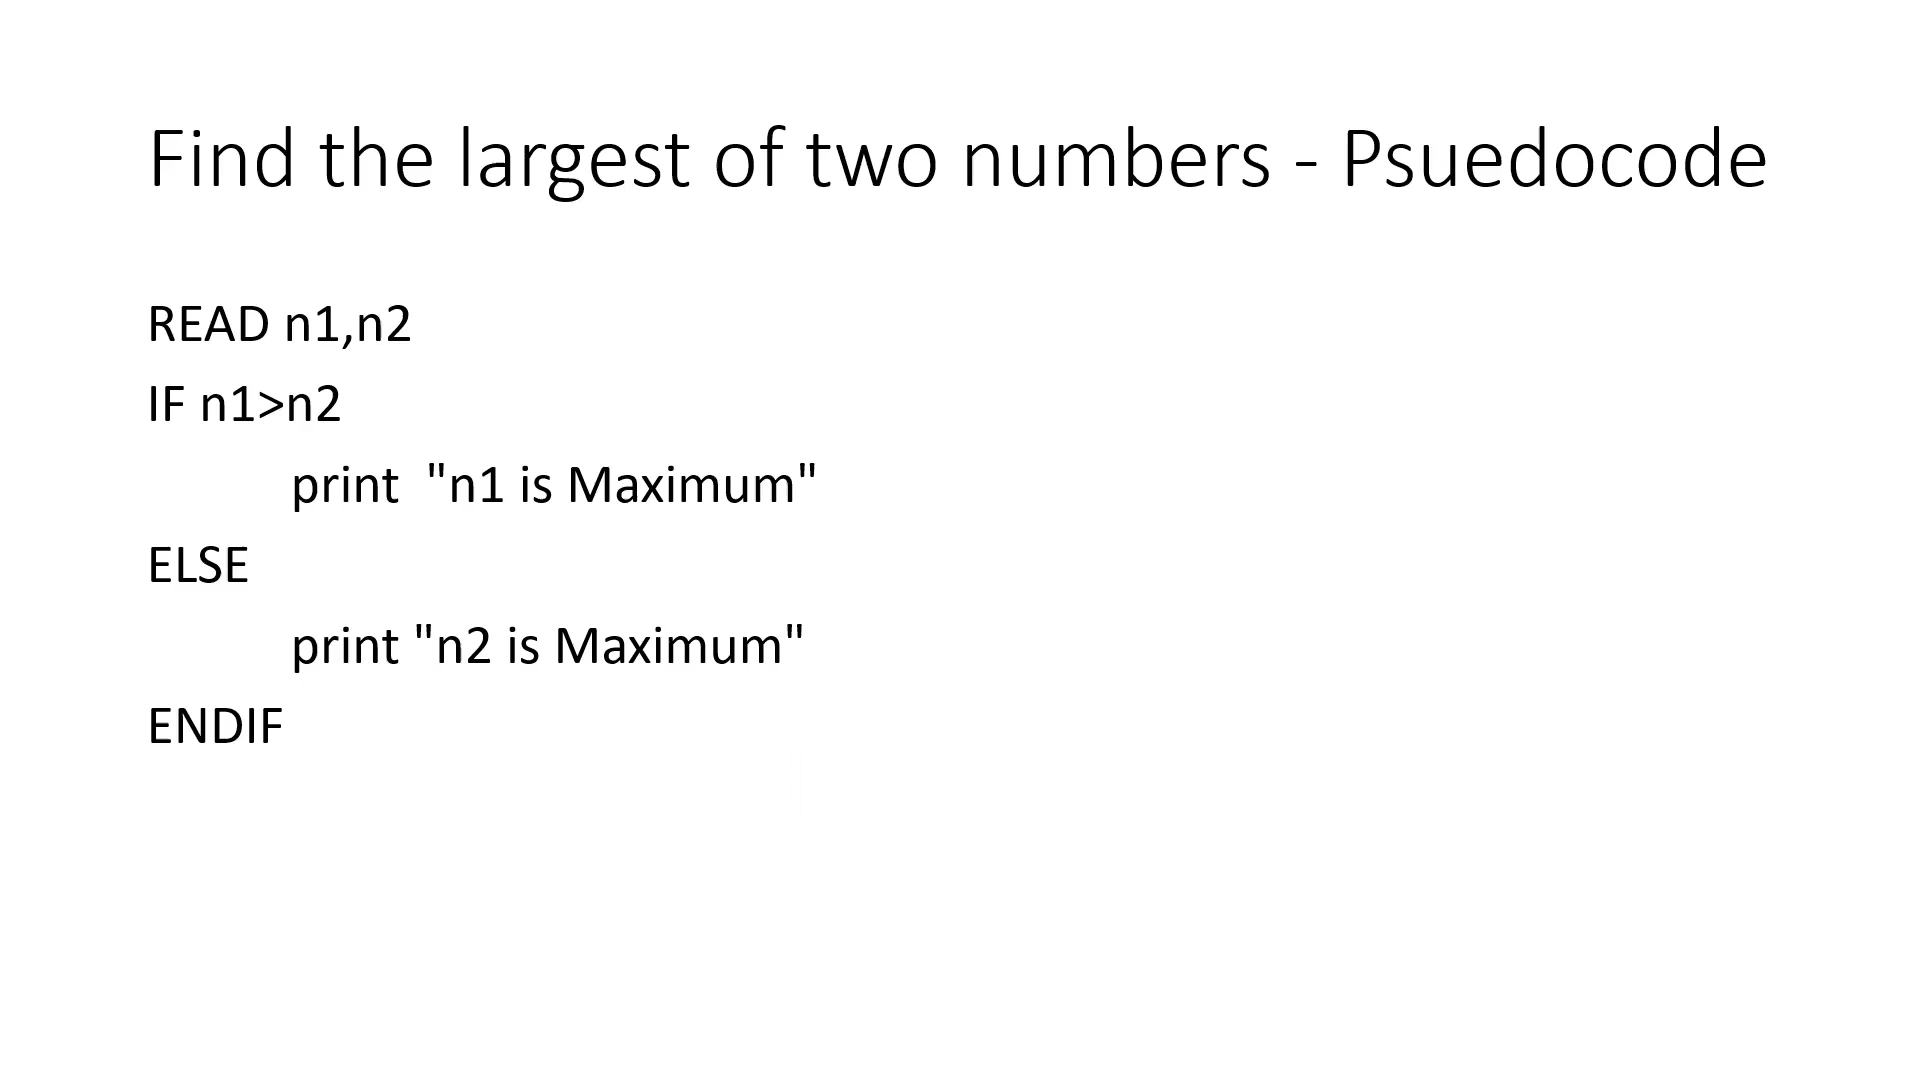 Find the largest of two numbers - Psuedocode
READ n1,n2
IF n1>n2
print  "n1 is Maximum"
ELSE
print "n2 is Maximum"
ENDIF